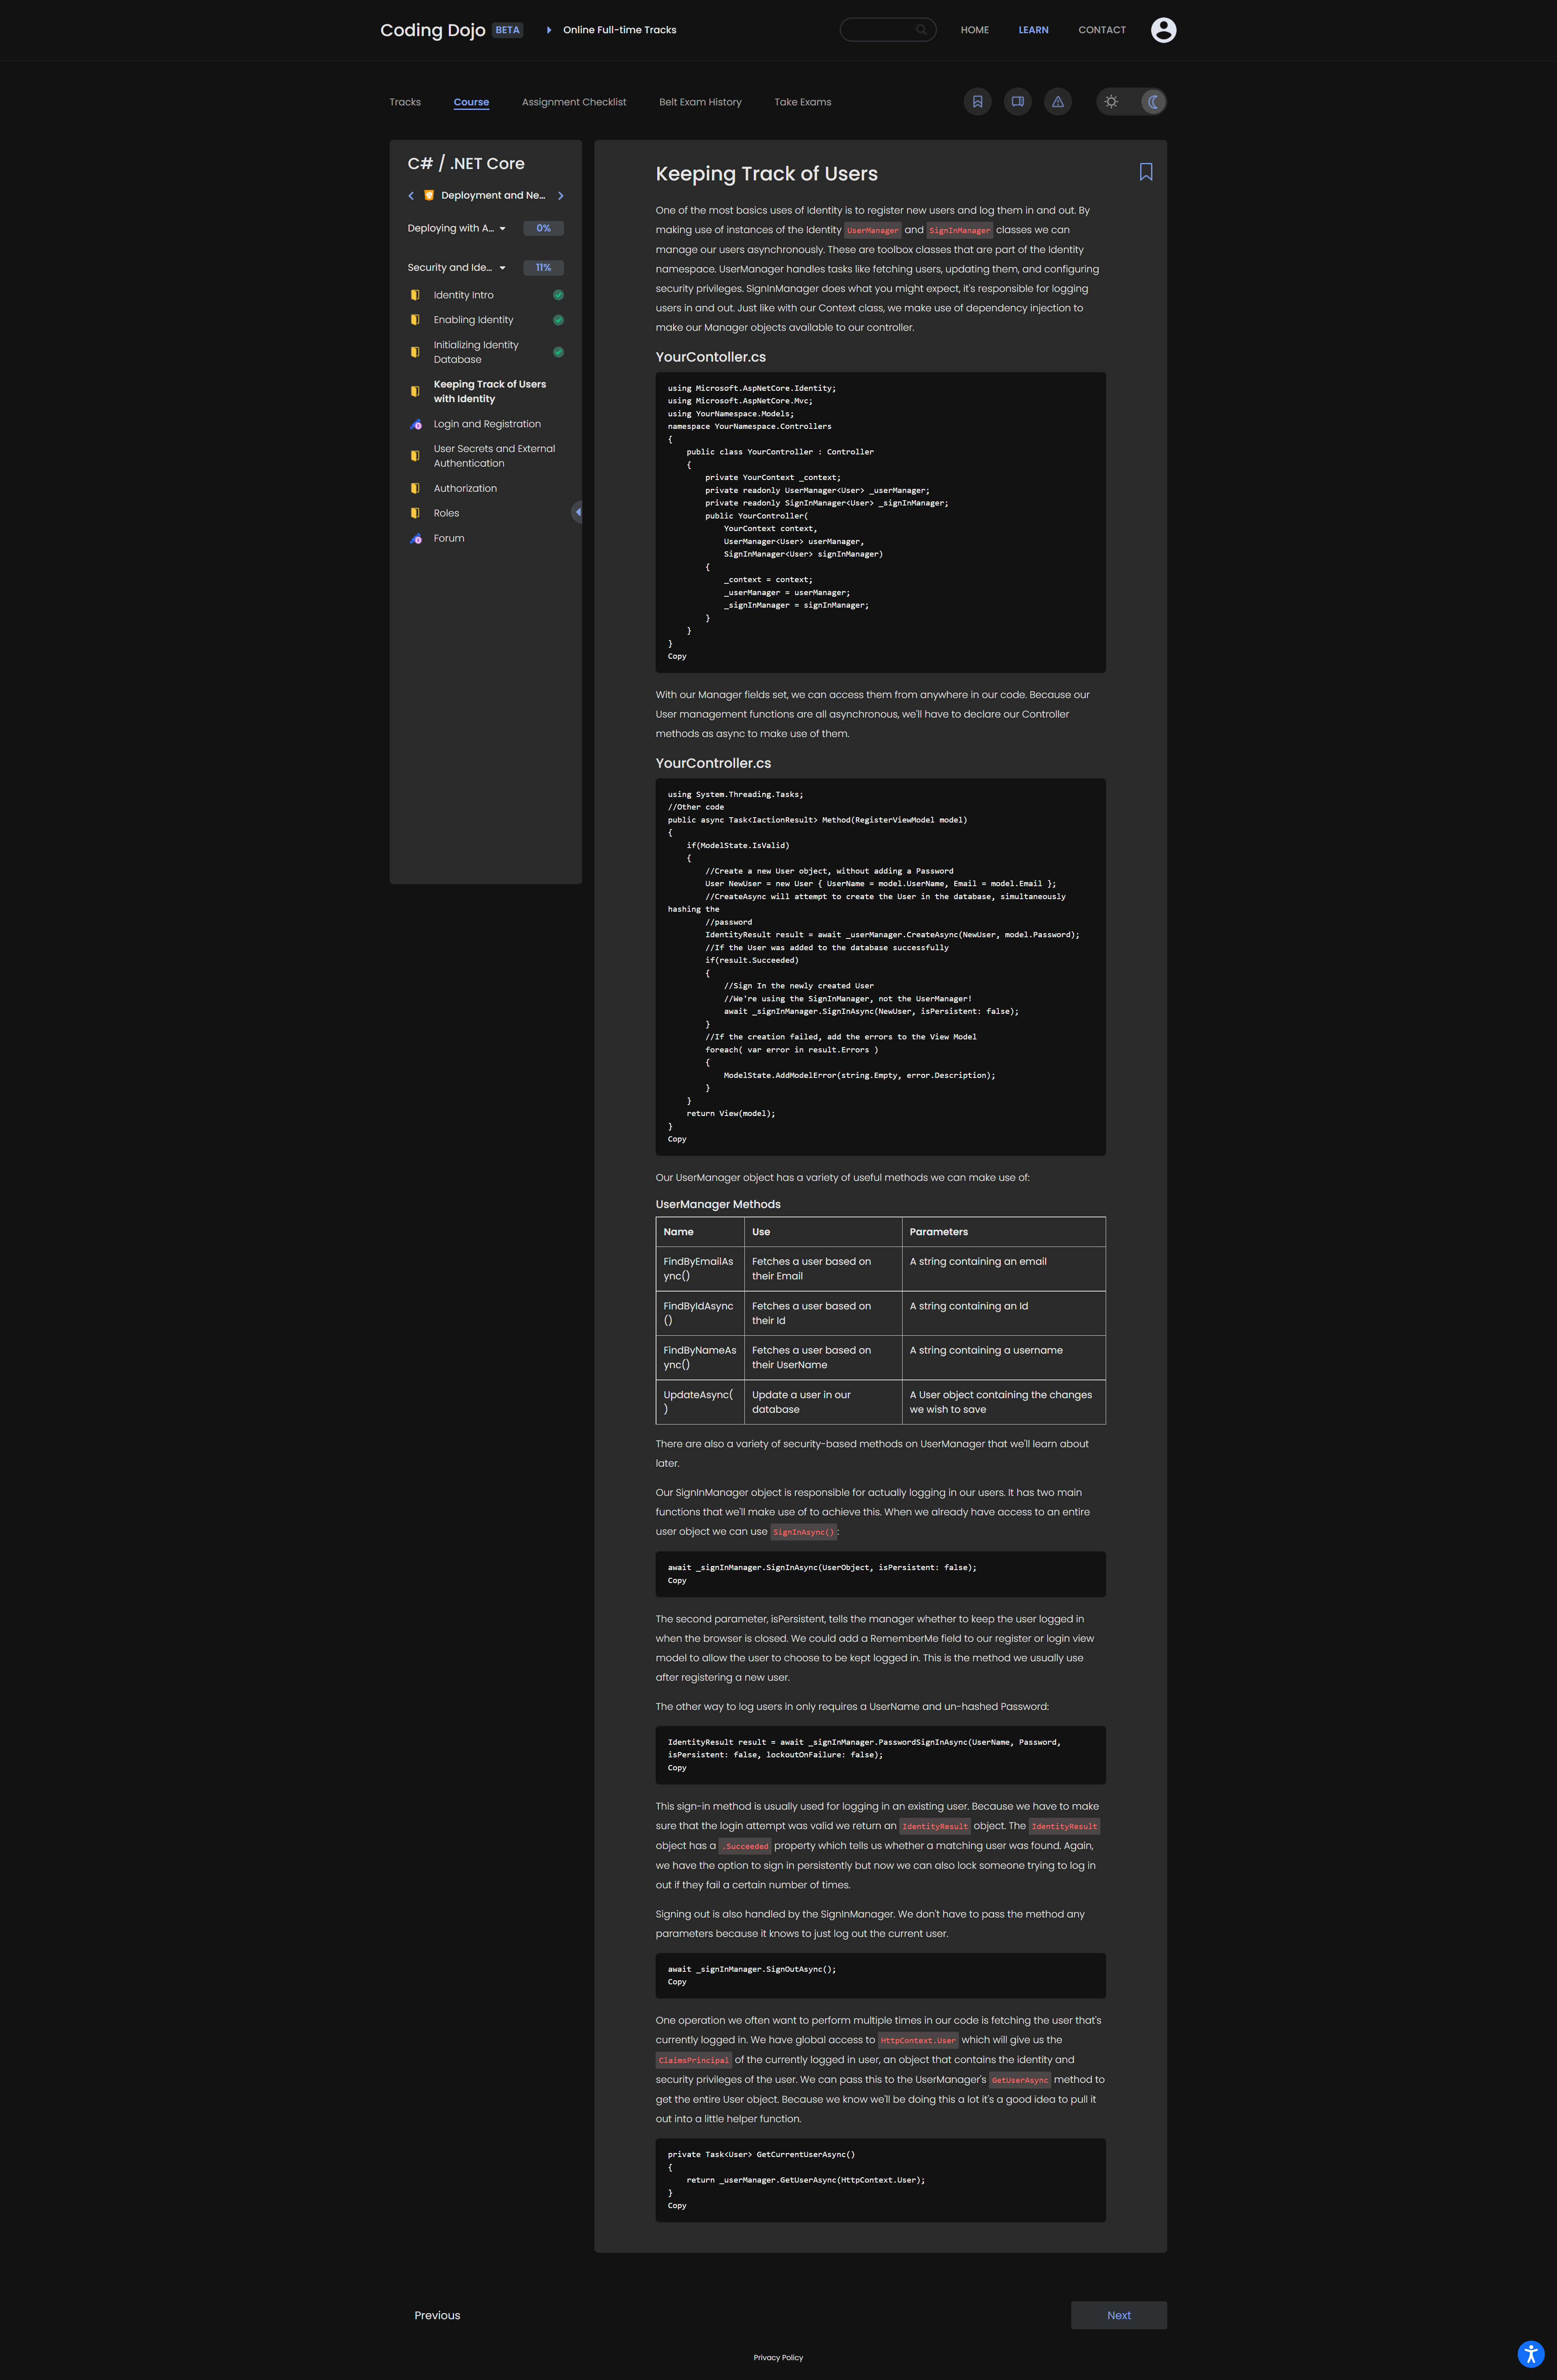 Coding Dojo BETA Online Full-time Tracks HOME LEARN CONTACT
Tracks Course Assignment Checklist Belt Exam History Take Exams
C# / .NET Core
Deployment and Ne...
Deploying with A... 0%
Security and Ide... 11%
Identity Intro
Enabling Identity
Initializing Identity
Database
Keeping Track of Users
with Identity
Login and Registration
User Secrets and External
Authentication
Authorization
Roles
Forum
Keeping Track of Users
One of the most basics uses of Identity is to register new users and log them in and out. By
making use of instances of the Identity UserManager and SignInManager classes we can
manage our users asynchronously. These are toolbox classes that are part of the Identity
namespace. UserManager handles tasks like fetching users, updating them, and configuring
security privileges. SignInManager does what you might expect, it's responsible for logging
users in and out. Just like with our Context class, we make use of dependency injection to
make our Manager objects available to our controller.
YourContoller.cs
using Microsoft.AspNetCore.Identity;
using Microsoft.AspNetCore.Mvc;
using YourNamespace.Models;
namespace YourNamespace.Controllers
{
public class YourController : Controller
{
private YourContext _context;
private readonly UserManager<User> _userManager;
private readonly SignInManager<User> _signInManager;
public YourController(
YourContext context,
UserManager<User> userManager,
SignInManager<User> signInManager)
{
_context = context;
_userManager = userManager;
_signInManager = signInManager;
}
}
}
Copy
With our Manager fields set, we can access them from anywhere in our code. Because our
User management functions are all asynchronous, we'll have to declare our Controller
methods as async to make use of them.
YourController.cs
using System.Threading.Tasks;
//Other code
public async Task<IactionResult> Method(RegisterViewModel model)
{
if(ModelState.IsValid)
{
//Create a new User object, without adding a Password
User NewUser = new User { UserName = model.UserName, Email = model.Email };
//CreateAsync will attempt to create the User in the database, simultaneously
hashing the
//password
IdentityResult result = await _userManager.CreateAsync(NewUser, model.Password);
//If the User was added to the database successfully
if(result.Succeeded)
{
//Sign In the newly created User
//We're using the SignInManager, not the UserManager!
await _signInManager.SignInAsync(NewUser, isPersistent: false);
}
//If the creation failed, add the errors to the View Model
foreach( var error in result.Errors )
{
ModelState.AddModelError(string.Empty, error.Description);
}
}
return View(model);
}
Copy
Our UserManager object has a variety of useful methods we can make use of:
UserManager Methods
Name Use Parameters
FindByEmailAs Fetches a user based on A string containing an email
ync() their Email
FindByIdAsync Fetches a user based on A string containing an Id
() their Id
FindByNameAs Fetches a user based on A string containing a username
ync() their UserName
UpdateAsync( Update a user in our A User object containing the changes
) database we wish to save
There are also a variety of security-based methods on UserManager that we'll learn about
later.
Our SignInManager object is responsible for actually logging in our users. It has two main
functions that we'll make use of to achieve this. When we already have access to an entire
user object we can use SignInAsync() :
await _signInManager.SignInAsync(UserObject, isPersistent: false);
Copy
The second parameter, isPersistent, tells the manager whether to keep the user logged in
when the browser is closed. We could add a RememberMe field to our register or login view
model to allow the user to choose to be kept logged in. This is the method we usually use
after registering a new user.
The other way to log users in only requires a UserName and un-hashed Password:
IdentityResult result = await _signInManager.PasswordSignInAsync(UserName, Password,
isPersistent: false, lockoutOnFailure: false);
Copy
This sign-in method is usually used for logging in an existing user. Because we have to make
sure that the login attempt was valid we return an IdentityResult object. The IdentityResult
object has a .Succeeded property which tells us whether a matching user was found. Again,
we have the option to sign in persistently but now we can also lock someone trying to log in
out if they fail a certain number of times.
Signing out is also handled by the SignInManager. We don't have to pass the method any
parameters because it knows to just log out the current user.
await _signInManager.SignOutAsync();
Copy
One operation we often want to perform multiple times in our code is fetching the user that's
currently logged in. We have global access to HttpContext.User which will give us the
ClaimsPrincipal of the currently logged in user, an object that contains the identity and
security privileges of the user. We can pass this to the UserManager's GetUserAsync method to
get the entire User object. Because we know we'll be doing this a lot it's a good idea to pull it
out into a little helper function.
private Task<User> GetCurrentUserAsync()
{
return _userManager.GetUserAsync(HttpContext.User);
}
Copy
Previous Next
Privacy Policy